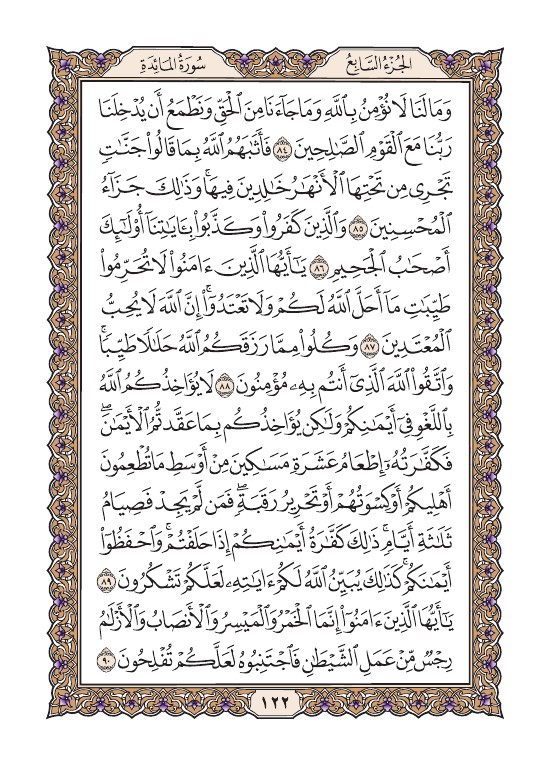 الجُزْءُ السَّابِعُ
سُورَةُ المَائِدَةِ
وَمَا لَنَا لَا نُؤْمِنُ بِٱللَّهِ وَمَا جَآءَنَا مِنَ ٱلْحَقِّ وَنَطْمَعُ أَن يُدْخِلَنَا
رَبُّنَا مَعَ ٱلْقَوْمِ ٱلصَّٰلِحِينَ ٨٤ فَأَثَٰبَهُمُ ٱللَّهُ بِمَا قَالُوا۟ جَنَّٰتٍ
تَجْرِى مِن تَحْتِهَا ٱلْأَنْهَٰرُ خَٰلِدِينَ فِيهَا ۚ وَذَٰلِكَ جَزَآءُ
ٱلْمُحْسِنِينَ ٨٥ وَٱلَّذِينَ كَفَرُوا۟ وَكَذَّبُوا۟ بِـَٔايَٰتِنَآ أُو۟لَٰٓئِكَ
أَصْحَٰبُ ٱلْجَحِيمِ ٨٦ يَٰٓأَيُّهَا ٱلَّذِينَ ءَامَنُوا۟ لَا تُحَرِّمُوا۟
طَيِّبَٰتِ مَآ أَحَلَّ ٱللَّهُ لَكُمْ وَلَا تَعْتَدُوٓا۟ ۚ إِنَّ ٱللَّهَ لَا يُحِبُّ
ٱلْمُعْتَدِينَ ٨٧ وَكُلُوا۟ مِمَّا رَزَقَكُمُ ٱللَّهُ حَلَٰلًا طَيِّبًا ۚ
وَٱتَّقُوا۟ ٱللَّهَ ٱلَّذِىٓ أَنتُم بِهِۦ مُؤْمِنُونَ ٨٨ لَا يُؤَاخِذُكُمُ ٱللَّهُ
بِٱللَّغْوِ فِىٓ أَيْمَٰنِكُمْ وَلَٰكِن يُؤَاخِذُكُم بِمَا عَقَّدتُّمُ ٱلْأَيْمَٰنَ ۖ
فَكَفَّٰرَتُهُۥٓ إِطْعَامُ عَشَرَةِ مَسَٰكِينَ مِنْ أَوْسَطِ مَا تُطْعِمُونَ
أَهْلِيكُمْ أَوْ كِسْوَتُهُمْ أَوْ تَحْرِيرُ رَقَبَةٍ ۖ فَمَن لَّمْ يَجِدْ فَصِيَامُ
ثَلَٰثَةِ أَيَّامٍ ۚ ذَٰلِكَ كَفَّٰرَةُ أَيْمَٰنِكُمْ إِذَا حَلَفْتُمْ ۚ وَٱحْفَظُوٓا۟
أَيْمَٰنَكُمْ ۚ كَذَٰلِكَ يُبَيِّنُ ٱللَّهُ لَكُمْ ءَايَٰتِهِۦ لَعَلَّكُمْ تَشْكُرُونَ ٨٩
يَٰٓأَيُّهَا ٱلَّذِينَ ءَامَنُوٓا۟ إِنَّمَا ٱلْخَمْرُ وَٱلْمَيْسِرُ وَٱلْأَنصَابُ وَٱلْأَزْلَٰمُ
رِجْسٌ مِّنْ عَمَلِ ٱلشَّيْطَٰنِ فَٱجْتَنِبُوهُ لَعَلَّكُمْ تُفْلِحُونَ ٩٠
١٢٢